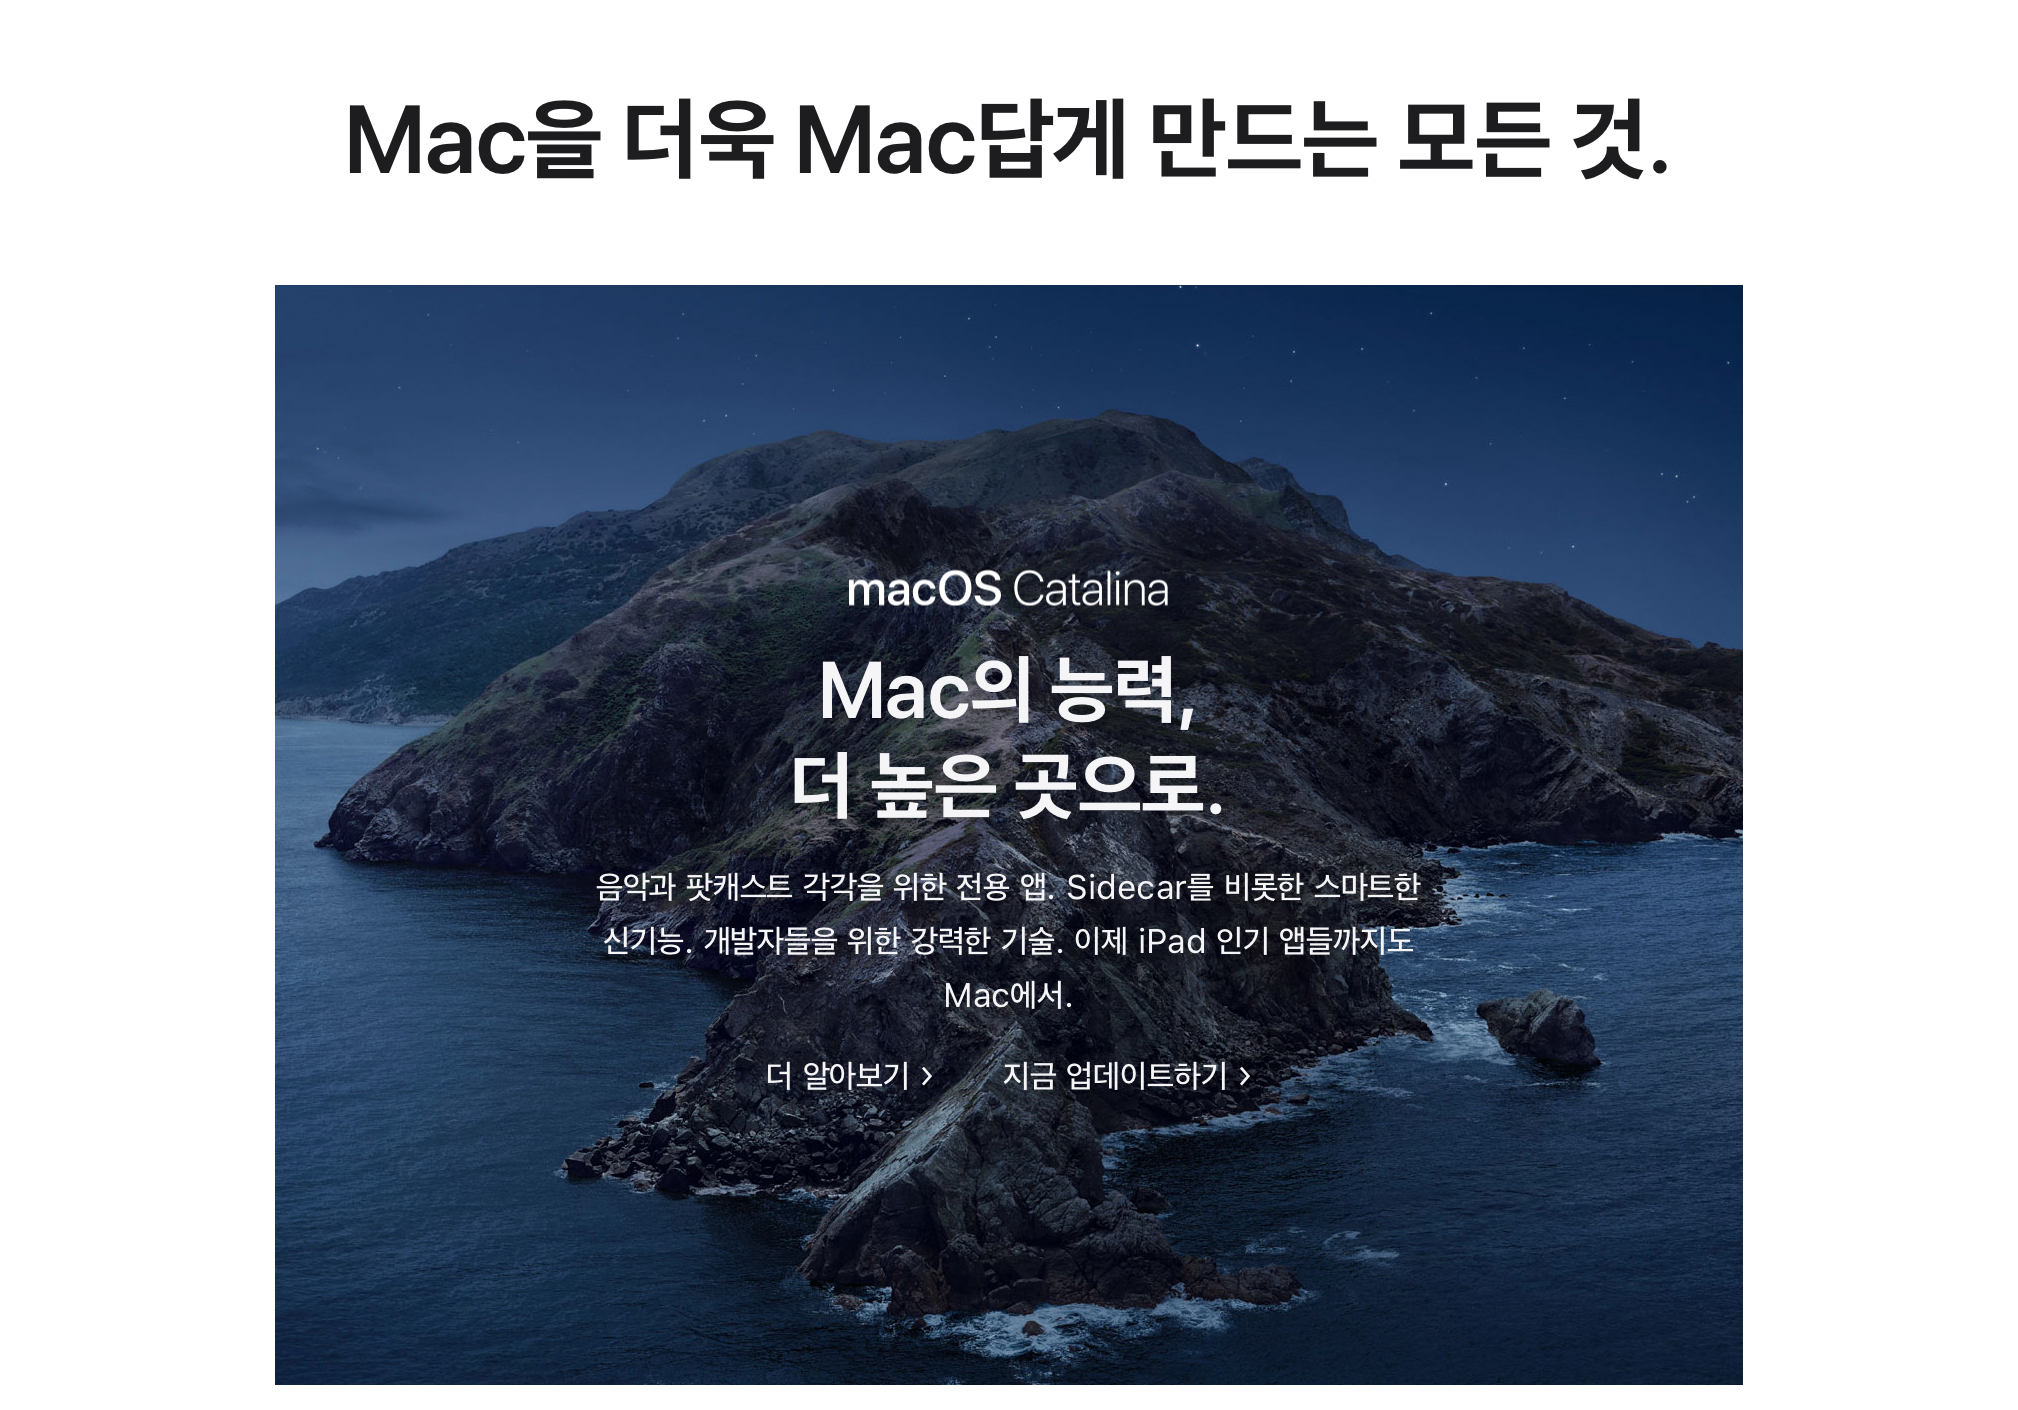 Mac을 더욱 Mac답게 만드는 모든 것.
macOS Catalina
Mac의 능력,
더 높은 곳으로.
음악과 팟캐스트 각각을 위한 전용 앱. Sidecar를 비롯한 스마트한
신기능. 개발자들을 위한 강력한 기술. 이제 iPad 인기 앱들까지도
Mac에서.
더 알아보기 > 지금 업데이트하기 >